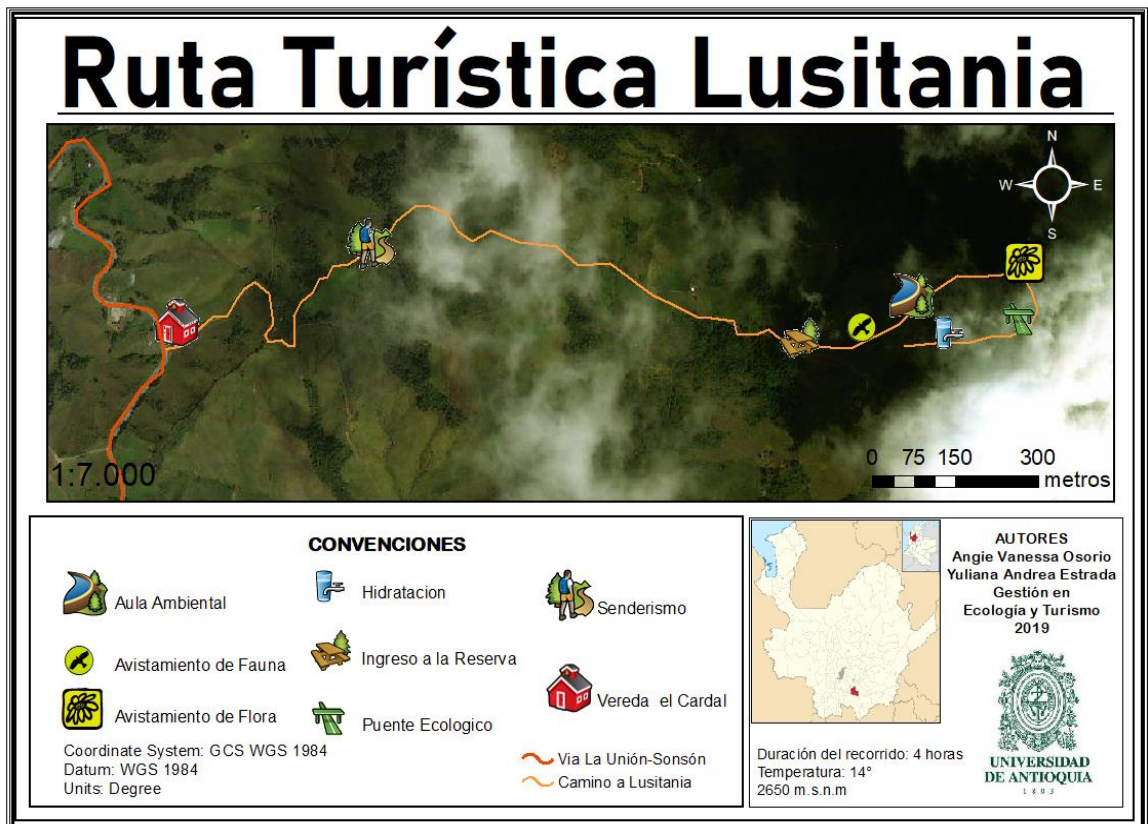 Ruta Turística Lusitania
N
W
E
S
1:7.000
0 75 150 300
metros
CONVENCIONES
Aula Ambiental
Avistamiento de Fauna
Avistamiento de Flora
Hidratacion
Ingreso a la Reserva
Puente Ecologico
Senderismo
Vereda el Cardal
Via La Unión-Sonsón
Camino a Lusitania
Coordinate System: GCS WGS 1984
Datum: WGS 1984
Units: Degree
AUTORES
Angie Vanessa Osorio
Yuliana Andrea Estrada
Gestión en
Ecología y Turismo
2019
Duración del recorrido: 4 horas
Temperatura: 14°
2650 m.s.n.m
UNIVERSIDAD
DE ANTIOQUIA
1803